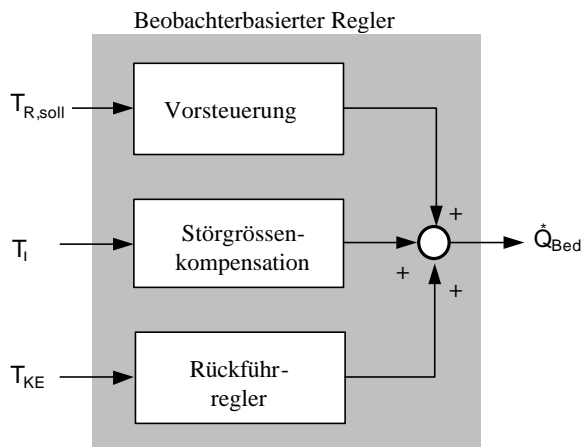 Beobachterbasierter Regler
T_R,soll
Vorsteuerung
+
T_I
Störgrössen-
kompensation
+
Q̇_Bed
+
T_KE
Rückführ-
regler